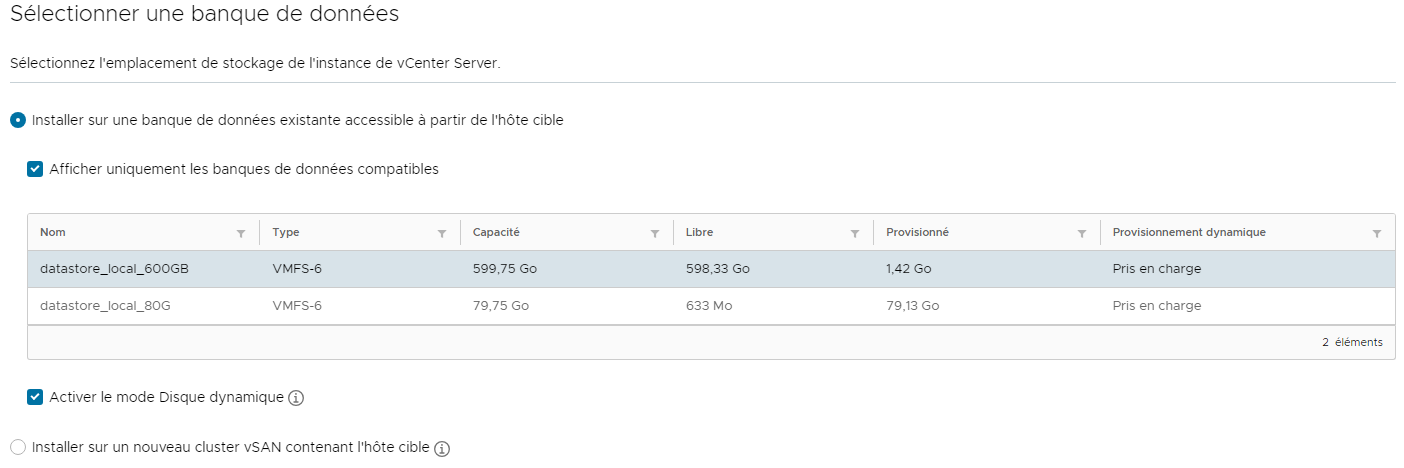 Sélectionner une banque de données
Sélectionnez l'emplacement de stockage de l'instance de vCenter Server.
Installer sur une banque de données existante accessible à partir de l'hôte cible
Afficher uniquement les banques de données compatibles
Nom Type Capacité Libre Provisionné Provisionnement dynamique
datastore_local_600GB VMFS-6 599,75 Go 598,33 Go 1,42 Go Pris en charge
datastore_local_80G VMFS-6 79,75 Go 633 Mo 79,13 Go Pris en charge
2 éléments
Activer le mode Disque dynamique
Installer sur un nouveau cluster vSAN contenant l'hôte cible